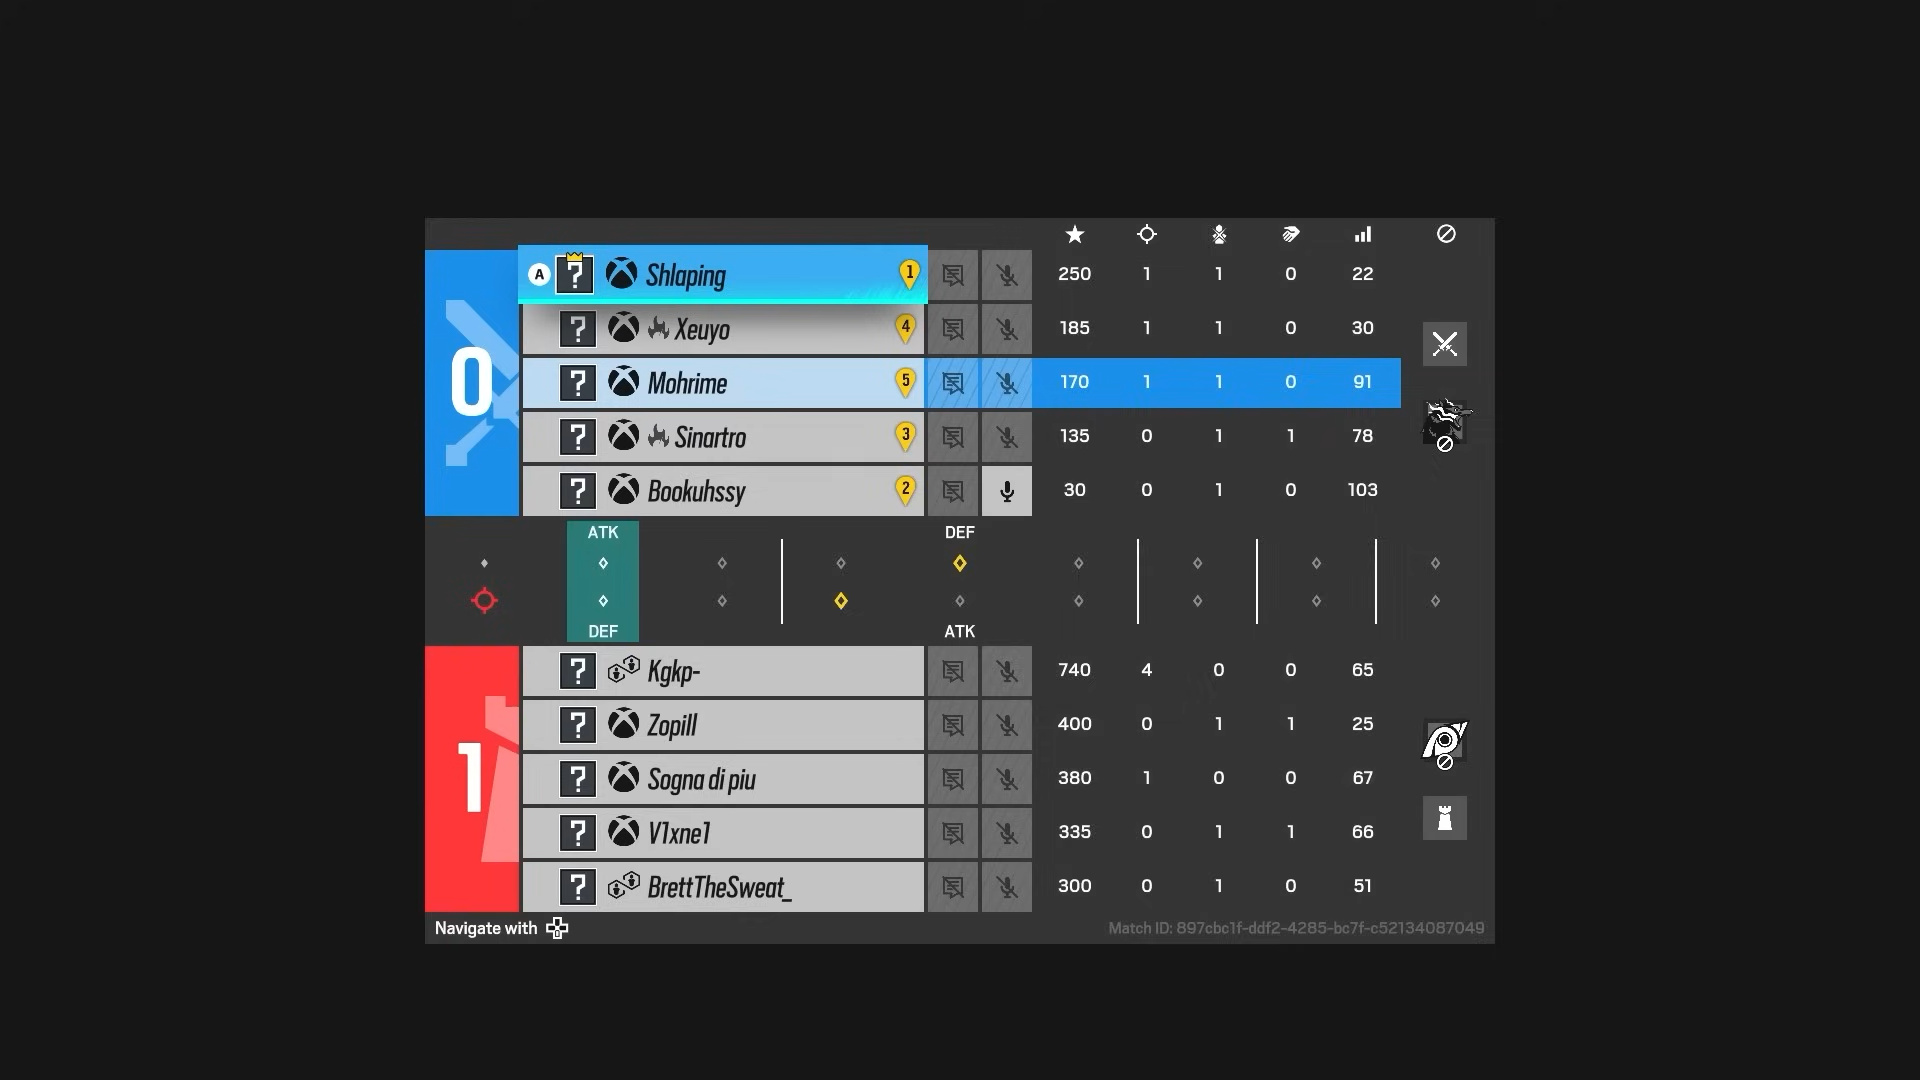 A ? Shlaping 1 250 1 1 0 22
? Xeuyo 4 185 1 1 0 30
0
? Mohrime 5 170 1 1 0 91
? Sinartro 3 135 0 1 1 78
? Bookuhssy 2 30 0 1 0 103
ATK DEF
DEF ATK
? Kgkp- 740 4 0 0 65
? Zopill 400 0 1 1 25
1
? Sogna di piu 380 1 0 0 67
? V1xne1 335 0 1 1 66
? BrettTheSweat_ 300 0 1 0 51
Navigate with Match ID: 897cbc1f-ddf2-4285-bc7f-c52134087049